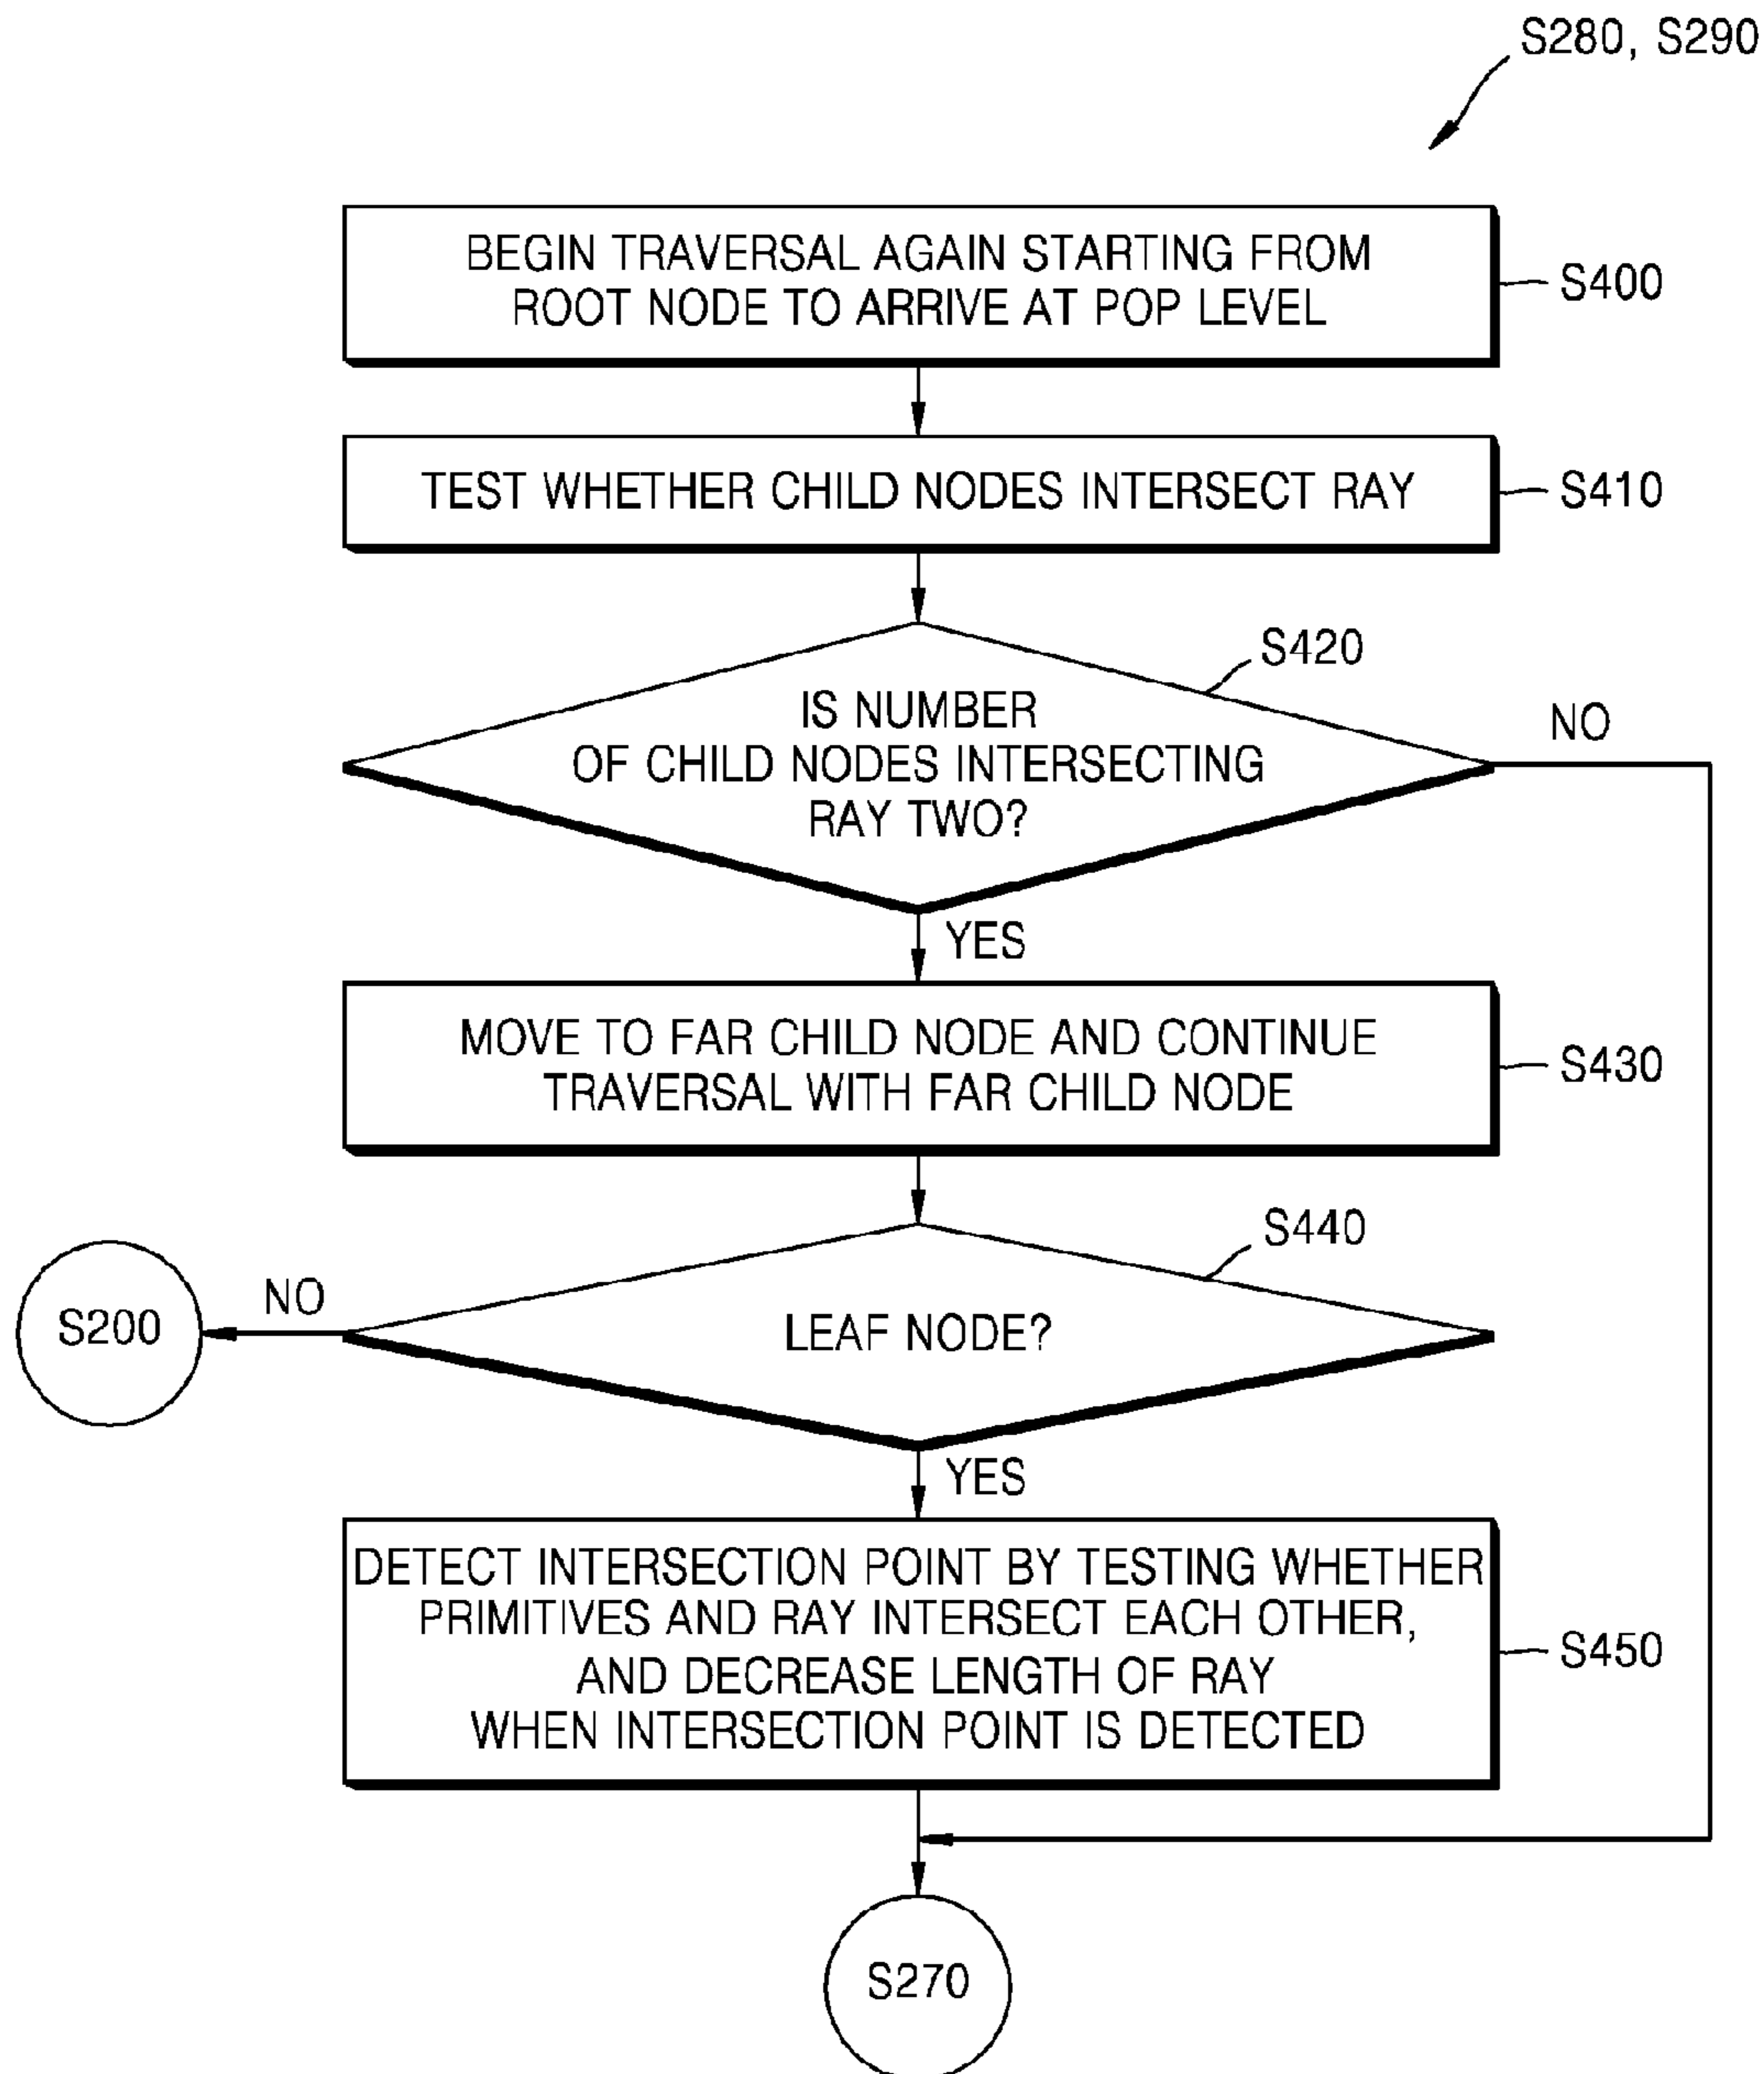 S280, S290
BEGIN TRAVERSAL AGAIN STARTING FROM
ROOT NODE TO ARRIVE AT POP LEVEL
S400
TEST WHETHER CHILD NODES INTERSECT RAY
S410
S420
IS NUMBER
OF CHILD NODES INTERSECTING
RAY TWO?
NO
YES
MOVE TO FAR CHILD NODE AND CONTINUE
TRAVERSAL WITH FAR CHILD NODE
S430
S440
LEAF NODE?
NO
S200
YES
DETECT INTERSECTION POINT BY TESTING WHETHER
PRIMITIVES AND RAY INTERSECT EACH OTHER,
AND DECREASE LENGTH OF RAY
WHEN INTERSECTION POINT IS DETECTED
S450
S270